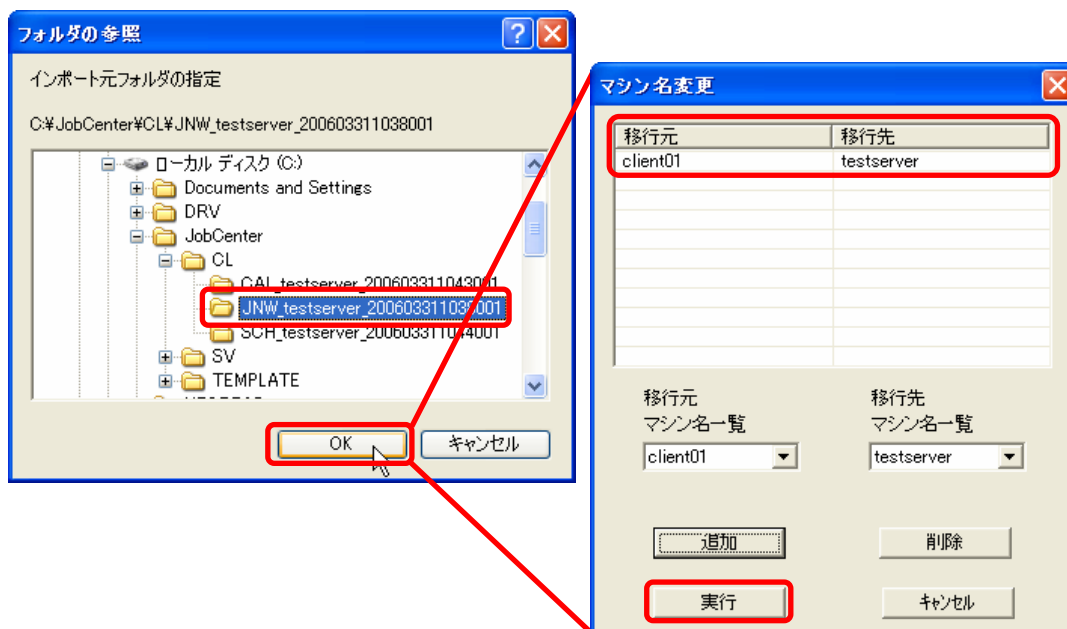 フォルダの参照
インポート元フォルダの指定
C:¥JobCenter¥CL¥JNW_testserver_200603311038001
ローカル ディスク (C:)
Documents and Settings
DRV
JobCenter
CL
CAL_testserver_200603311043001
JNW_testserver_200603311038001
SCH_testserver_200603311044001
SV
TEMPLATE
OK
キャンセル
マシン名変更
移行元 移行先
client01 testserver
移行元 移行先
マシン名一覧 マシン名一覧
client01 testserver
追加 削除
実行 キャンセル